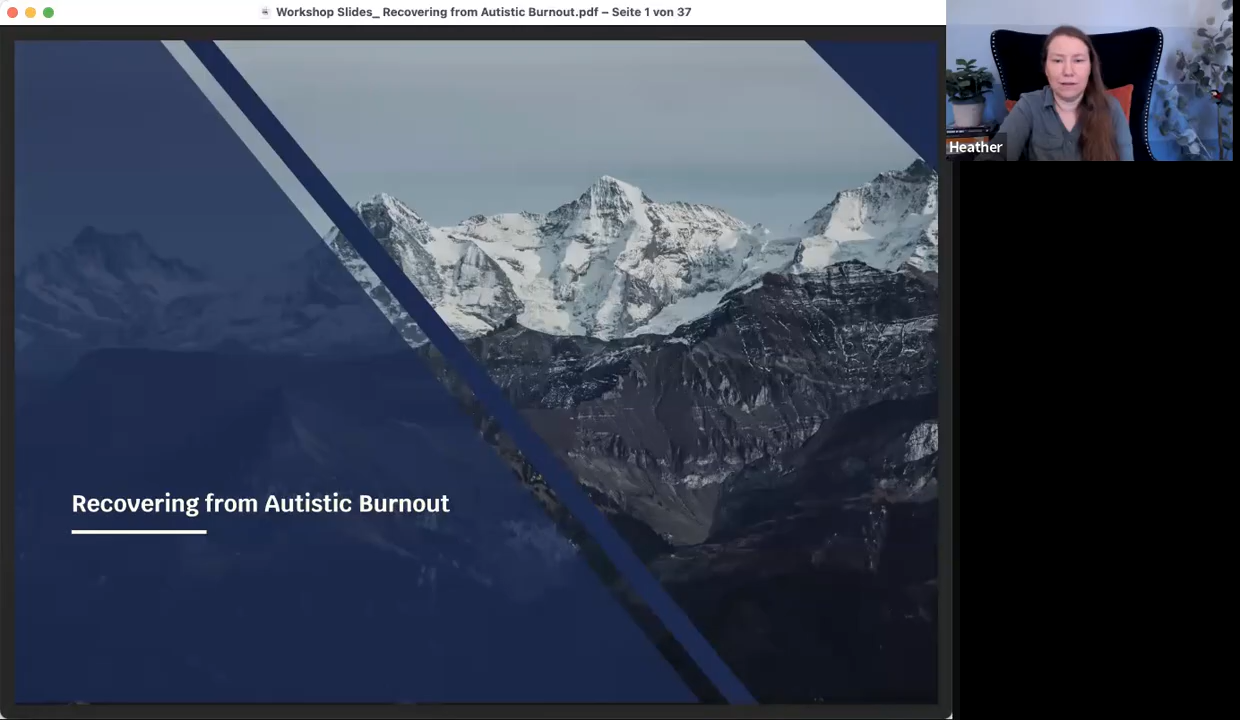 Workshop Slides_ Recovering from Autistic Burnout.pdf – Seite 1 von 37
Heather
Recovering from Autistic Burnout